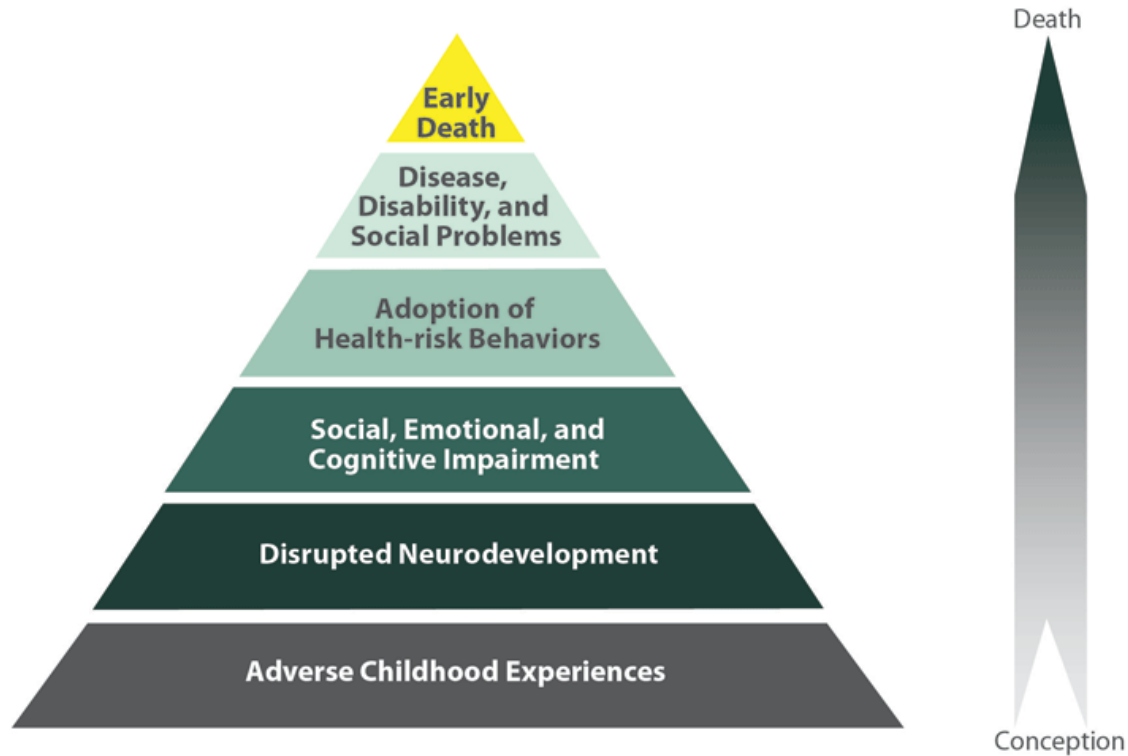 Death
Early
Death
Disease,
Disability, and
Social Problems
Adoption of
Health-risk Behaviors
Social, Emotional, and
Cognitive Impairment
Disrupted Neurodevelopment
Adverse Childhood Experiences
Conception